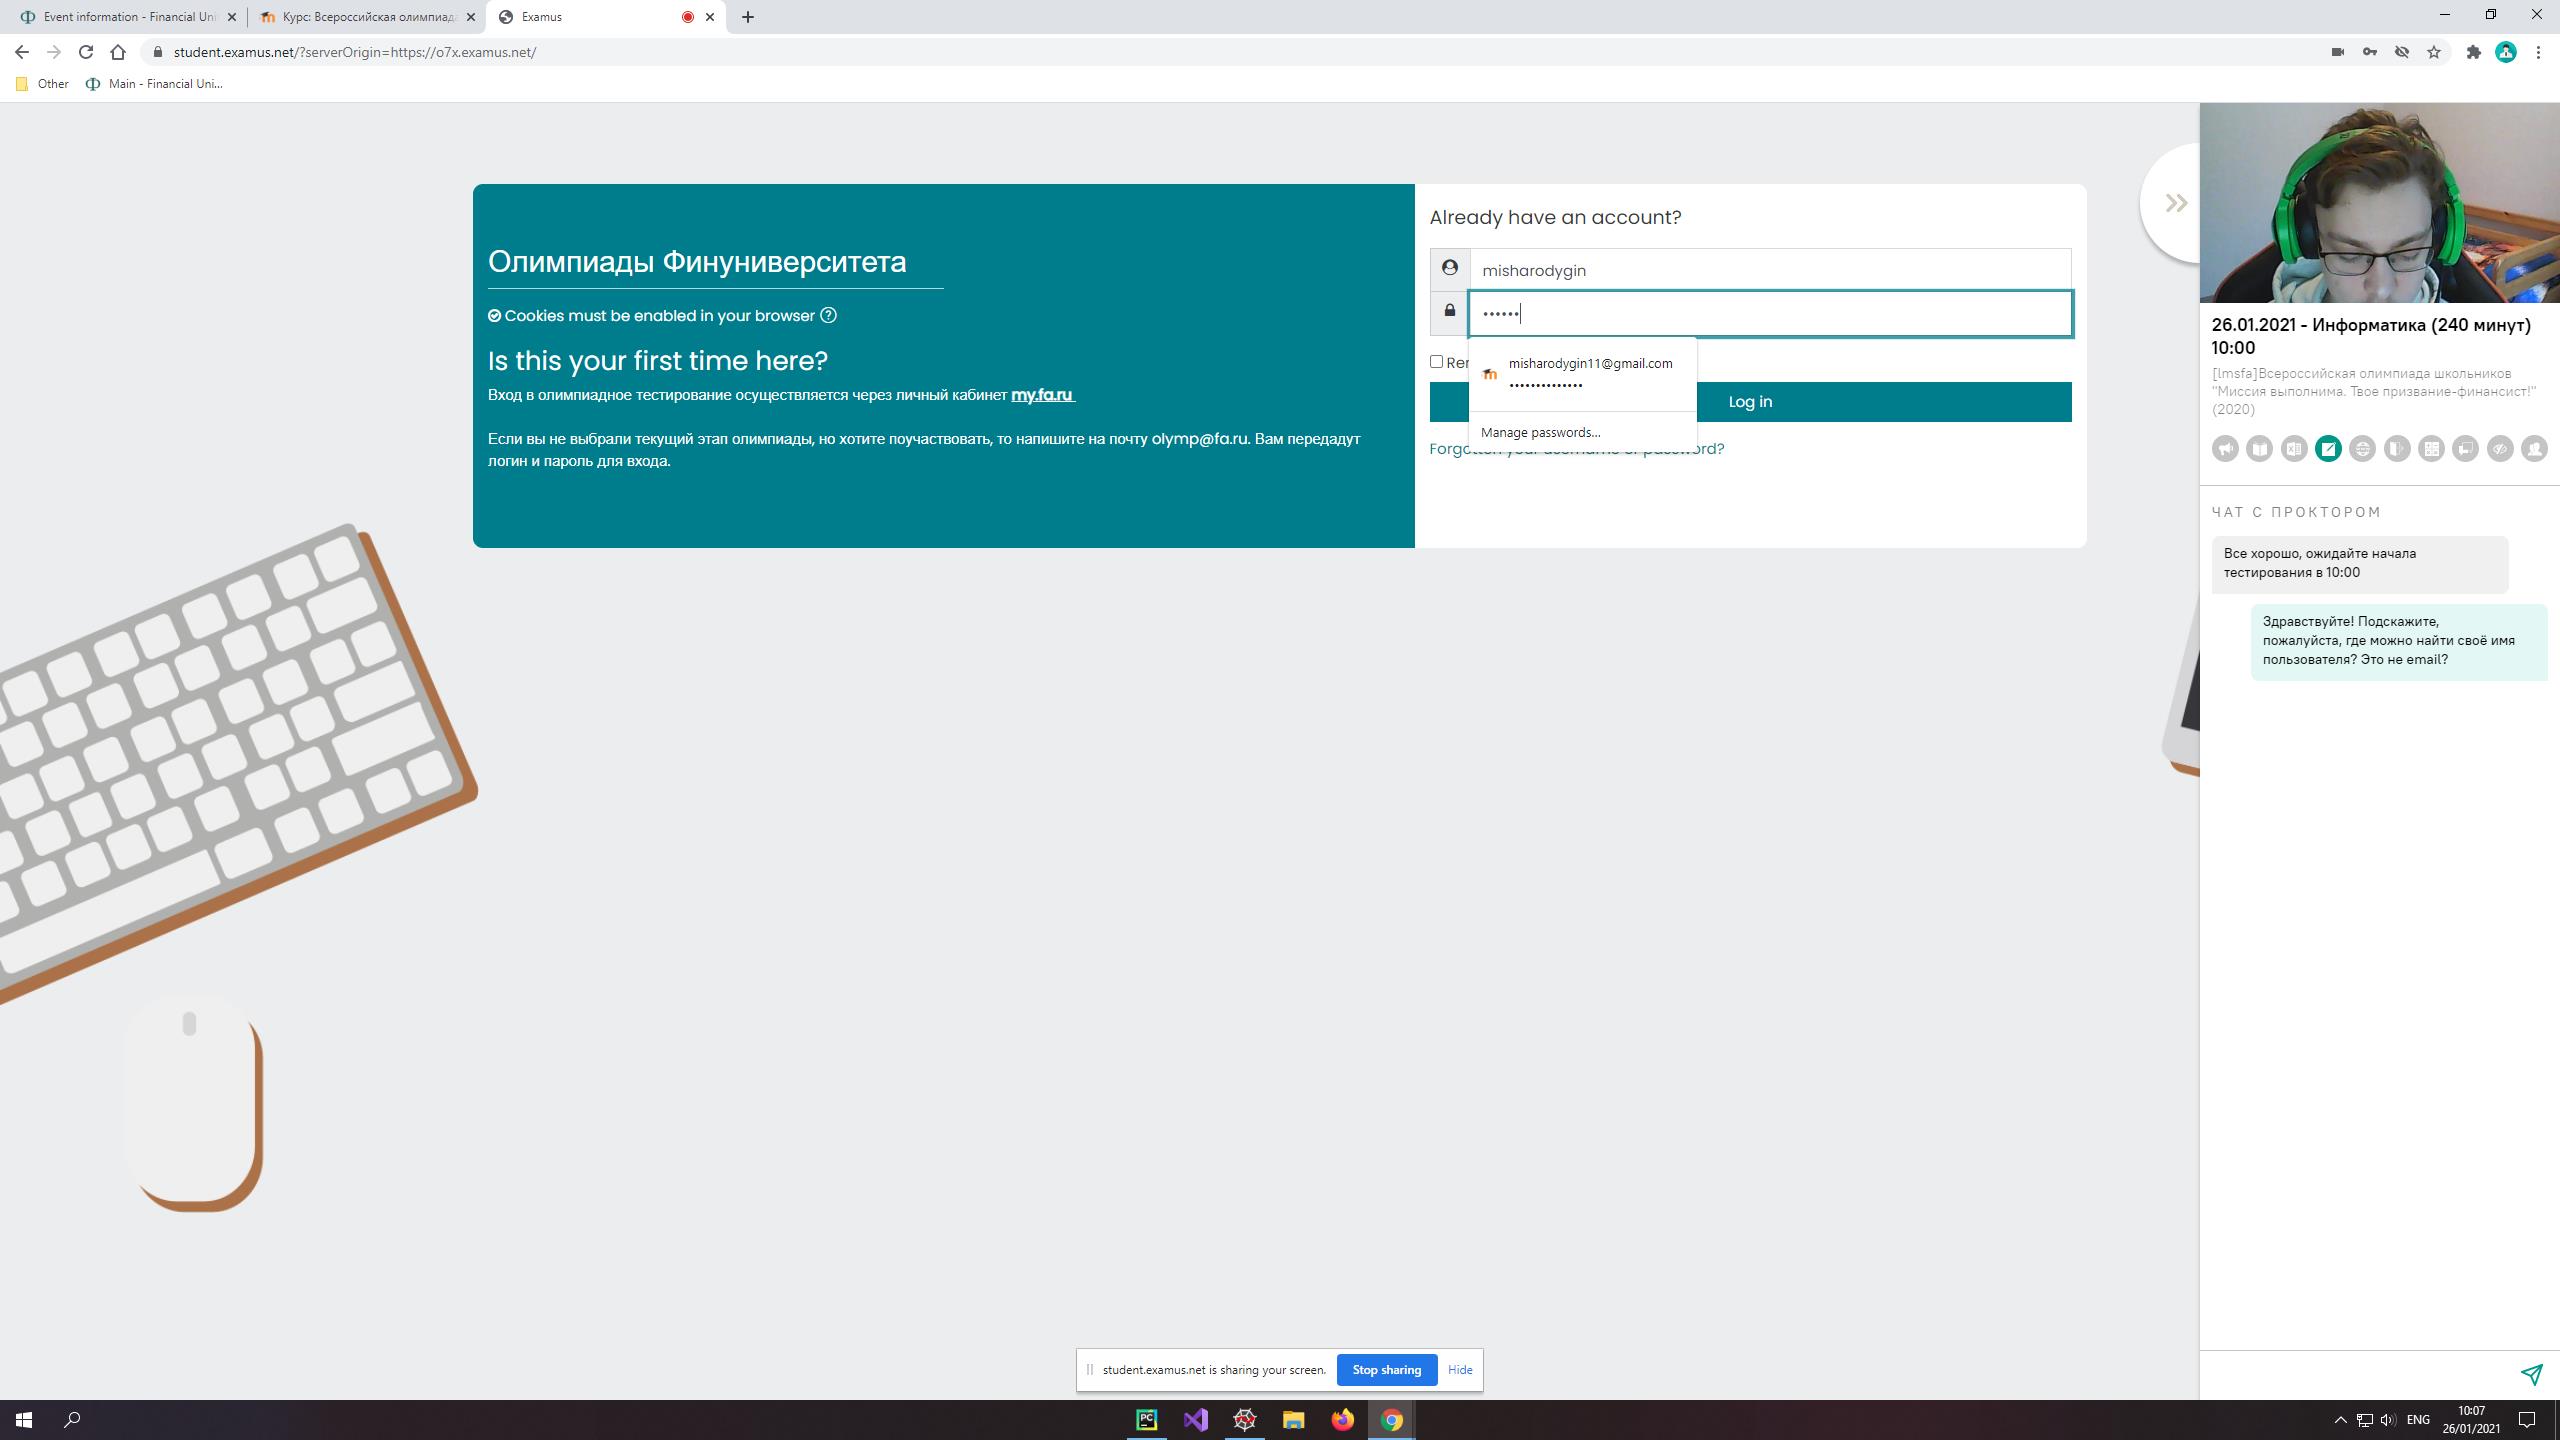 Event information - Financial Uni
Курс: Всероссийская олимпиада
Examus
student.examus.net/?serverOrigin=https://o7x.examus.net/
Other
Main - Financial Uni...
Олимпиады Финуниверситета
Cookies must be enabled in your browser
Is this your first time here?
Вход в олимпиадное тестирование осуществляется через личный кабинет my.fa.ru
Если вы не выбрали текущий этап олимпиады, но хотите поучаствовать, то напишите на почту olymp@fa.ru. Вам передадут
логин и пароль для входа.
Already have an account?
misharodygin
••••••
misharodygin11@gmail.com
••••••••••••••
Manage passwords...
Log in
Forgotten your username or password?
26.01.2021 - Информатика (240 минут)
10:00
[lmsfa]Всероссийская олимпиада школьников
"Миссия выполнима. Твое призвание-финансист!"
(2020)
ЧАТ С ПРОКТОРОМ
Все хорошо, ожидайте начала
тестирования в 10:00
Здравствуйте! Подскажите,
пожалуйста, где можно найти своё имя
пользователя? Это не email?
student.examus.net is sharing your screen.
Stop sharing
Hide
PC
ENG
10:07
26/01/2021